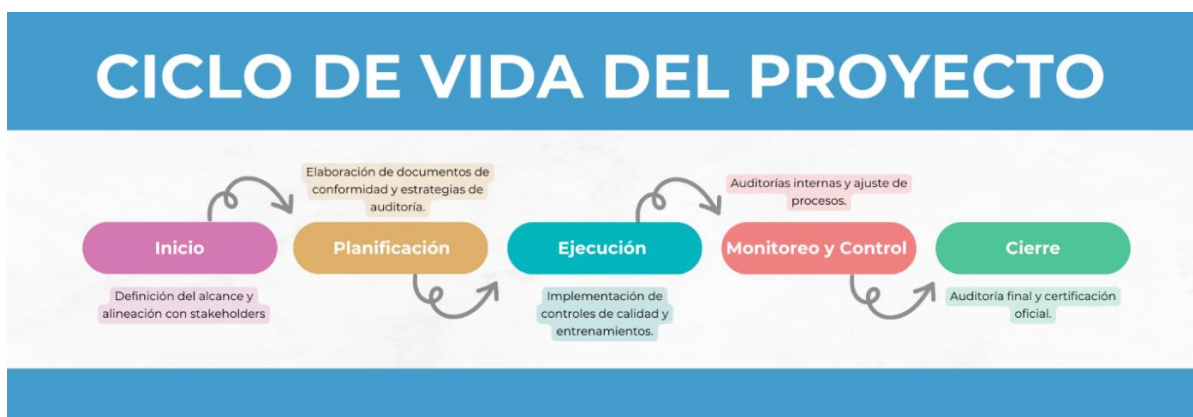 CICLO DE VIDA DEL PROYECTO
Inicio
Definición del alcance y
alineación con stakeholders
Elaboración de documentos de
conformidad y estrategias de
auditoría.
Planificación
Ejecución
Implementación de
controles de calidad y
entrenamientos.
Auditorías internas y ajuste de
procesos.
Monitoreo y Control
Cierre
Auditoría final y certificación
oficial.